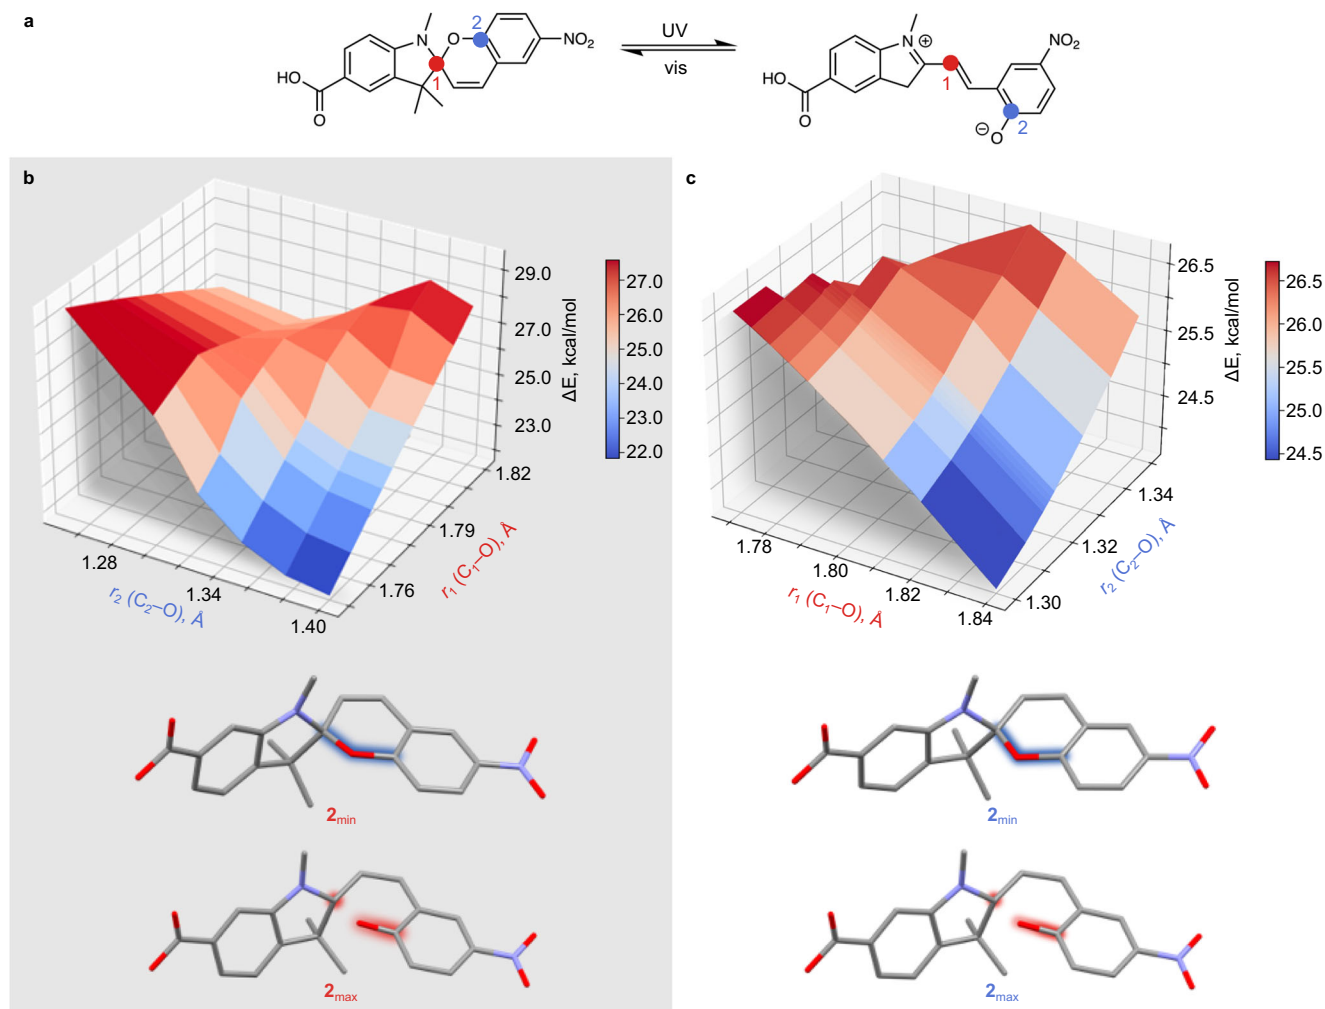 a
N
O
2
NO₂
HO
1
O
UV
vis
N
⊕
NO₂
HO
1
O
⊖
O
2
b
29.0
27.0
25.0
23.0
ΔE, kcal/mol
27.0
26.0
25.0
24.0
23.0
22.0
1.82
1.79
1.76
r₁ (C₁–O), Å
1.28
1.34
1.40
r₂ (C₂–O), Å
2min
2max
c
26.5
25.5
24.5
ΔE, kcal/mol
26.5
26.0
25.5
25.0
24.5
1.34
1.32
1.30
r₂ (C₂–O), Å
1.78
1.80
1.82
1.84
r₁ (C₁–O), Å
2min
2max